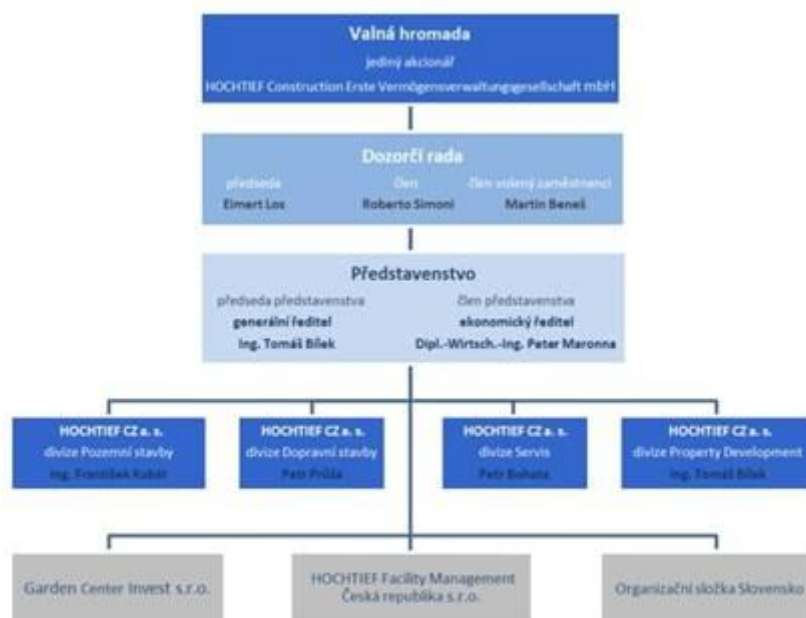 Valná hromada
jediný akcionář
HOCHTIEF Construction Erste Vermögensverwaltungsgesellschaft mbH
Dozorčí rada
předseda člen člen volený zaměstnanci
Eimert Los Roberto Simoni Martin Beneš
Představenstvo
předseda představenstva člen představenstva
generální ředitel ekonomický ředitel
Ing. Tomáš Bílek Dipl.-Wirtsch.-Ing. Peter Maronna
HOCHTIEF CZ a. s. HOCHTIEF CZ a. s. HOCHTIEF CZ a. s. HOCHTIEF CZ a. s.
divize Pozemní stavby divize Dopravní stavby divize Servis divize Property Development
Ing. František Kubát Petr Průša Petr Bohata Ing. Tomáš Bílek
Garden Center Invest s.r.o.
HOCHTIEF Facility Management
Česká republika s.r.o.
Organizační složka Slovensko